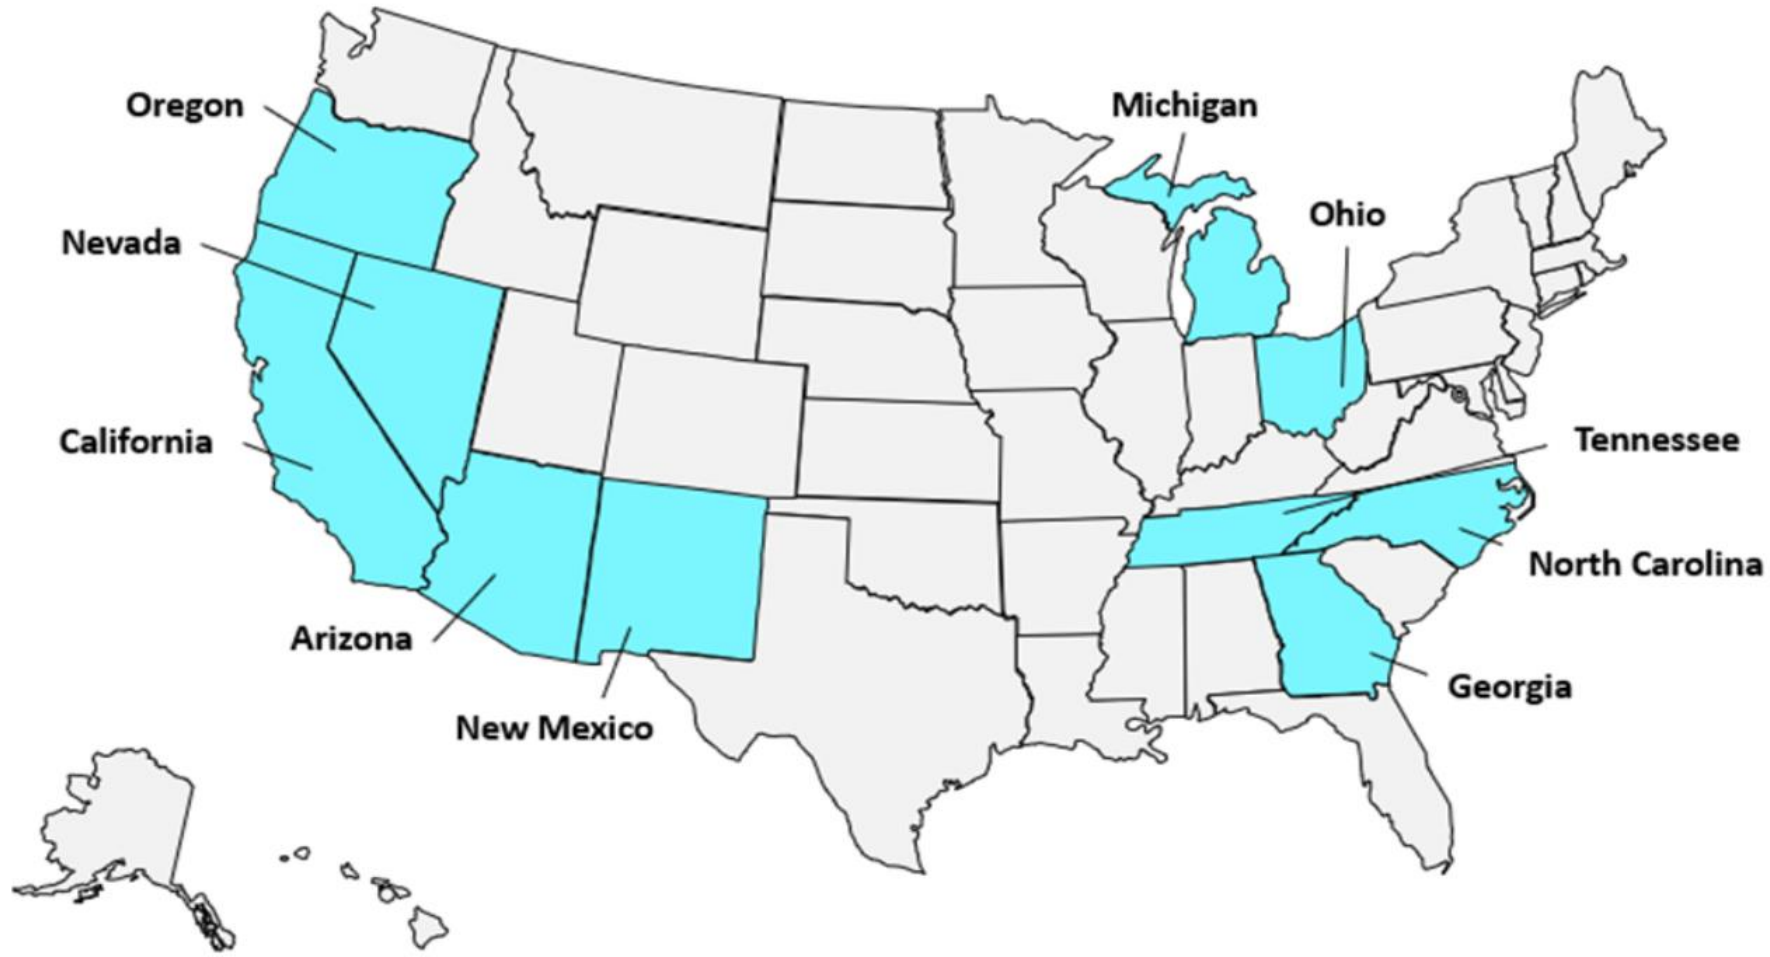 Oregon
Michigan
Ohio
Nevada
California
Tennessee
North Carolina
Arizona
Georgia
New Mexico